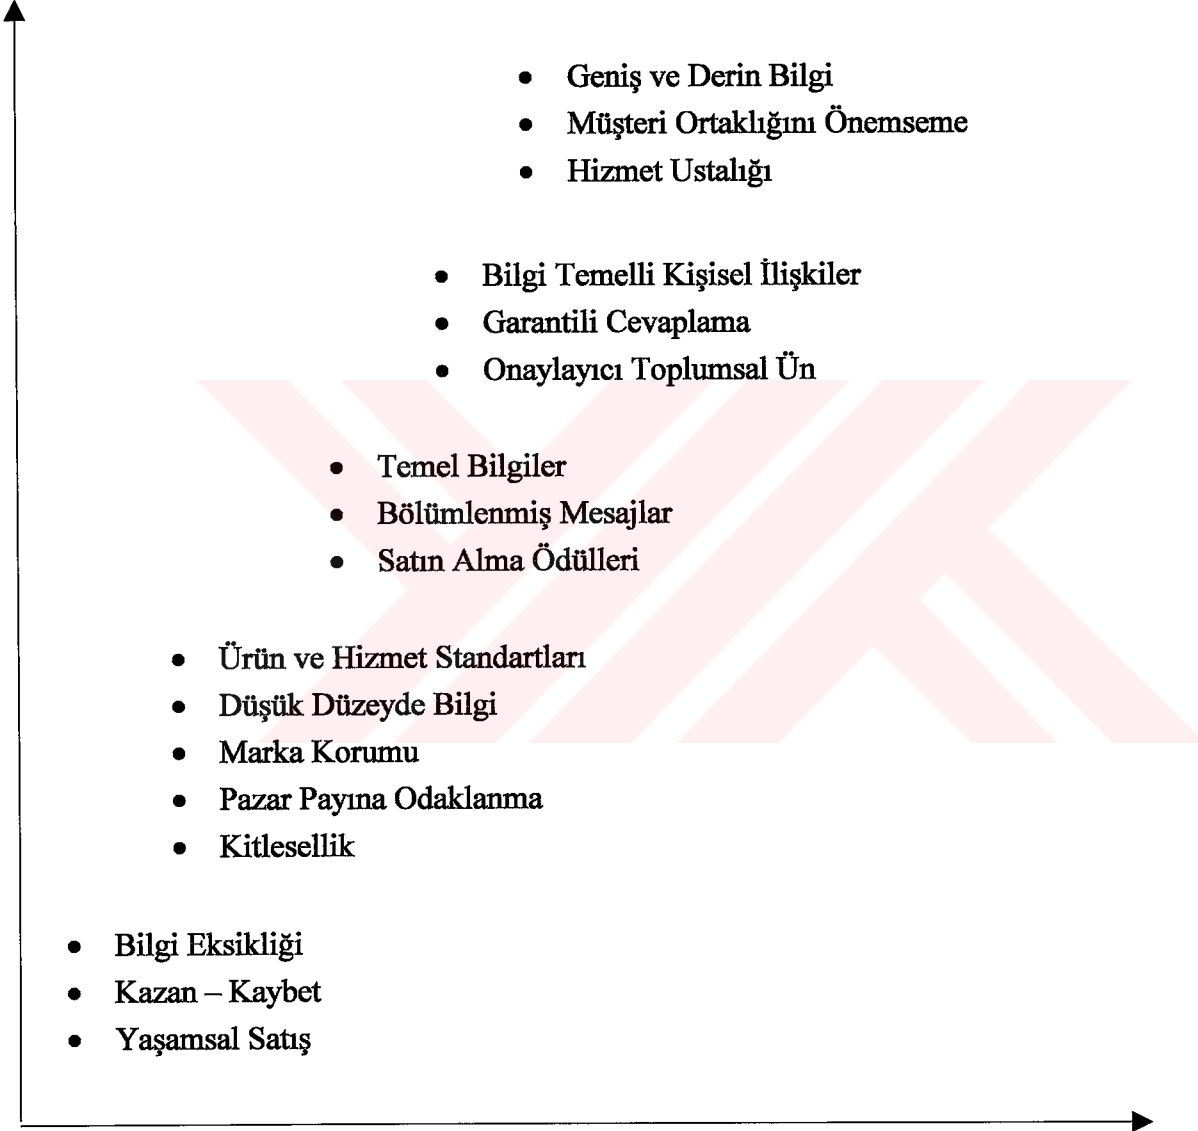 • Geniş ve Derin Bilgi
• Müşteri Ortaklığını Önemseme
• Hizmet Ustalığı
• Bilgi Temelli Kişisel İlişkiler
• Garantili Cevaplama
• Onaylayıcı Toplumsal Ün
• Temel Bilgiler
• Bölümlenmiş Mesajlar
• Satın Alma Ödülleri
• Ürün ve Hizmet Standartları
• Düşük Düzeyde Bilgi
• Marka Korumu
• Pazar Payına Odaklanma
• Kitlesellik
• Bilgi Eksikliği
• Kazan – Kaybet
• Yaşamsal Satış